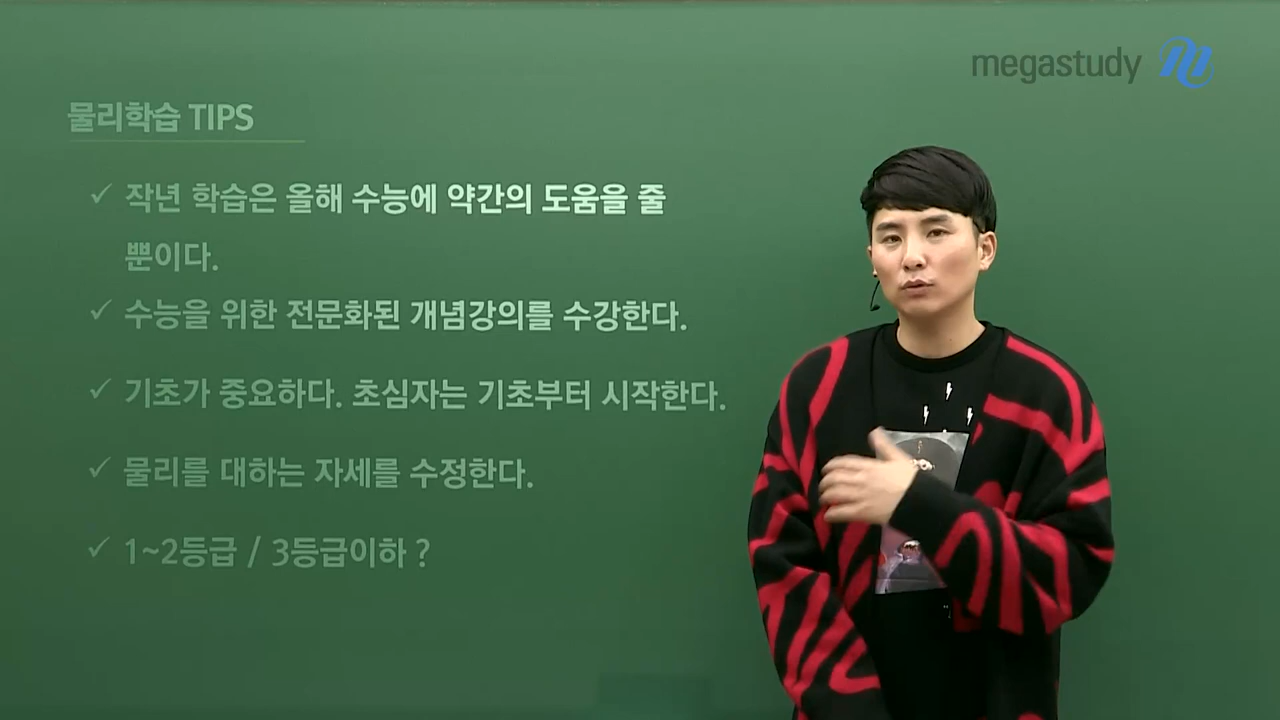 megastudy
물리학습 TIPS
작년 학습은 올해 수능에 약간의 도움을 줄
뿐이다.
수능을 위한 전문화된 개념강의를 수강한다.
기초가 중요하다. 초심자는 기초부터 시작한다.
물리를 대하는 자세를 수정한다.
1~2등급 / 3등급이하 ?